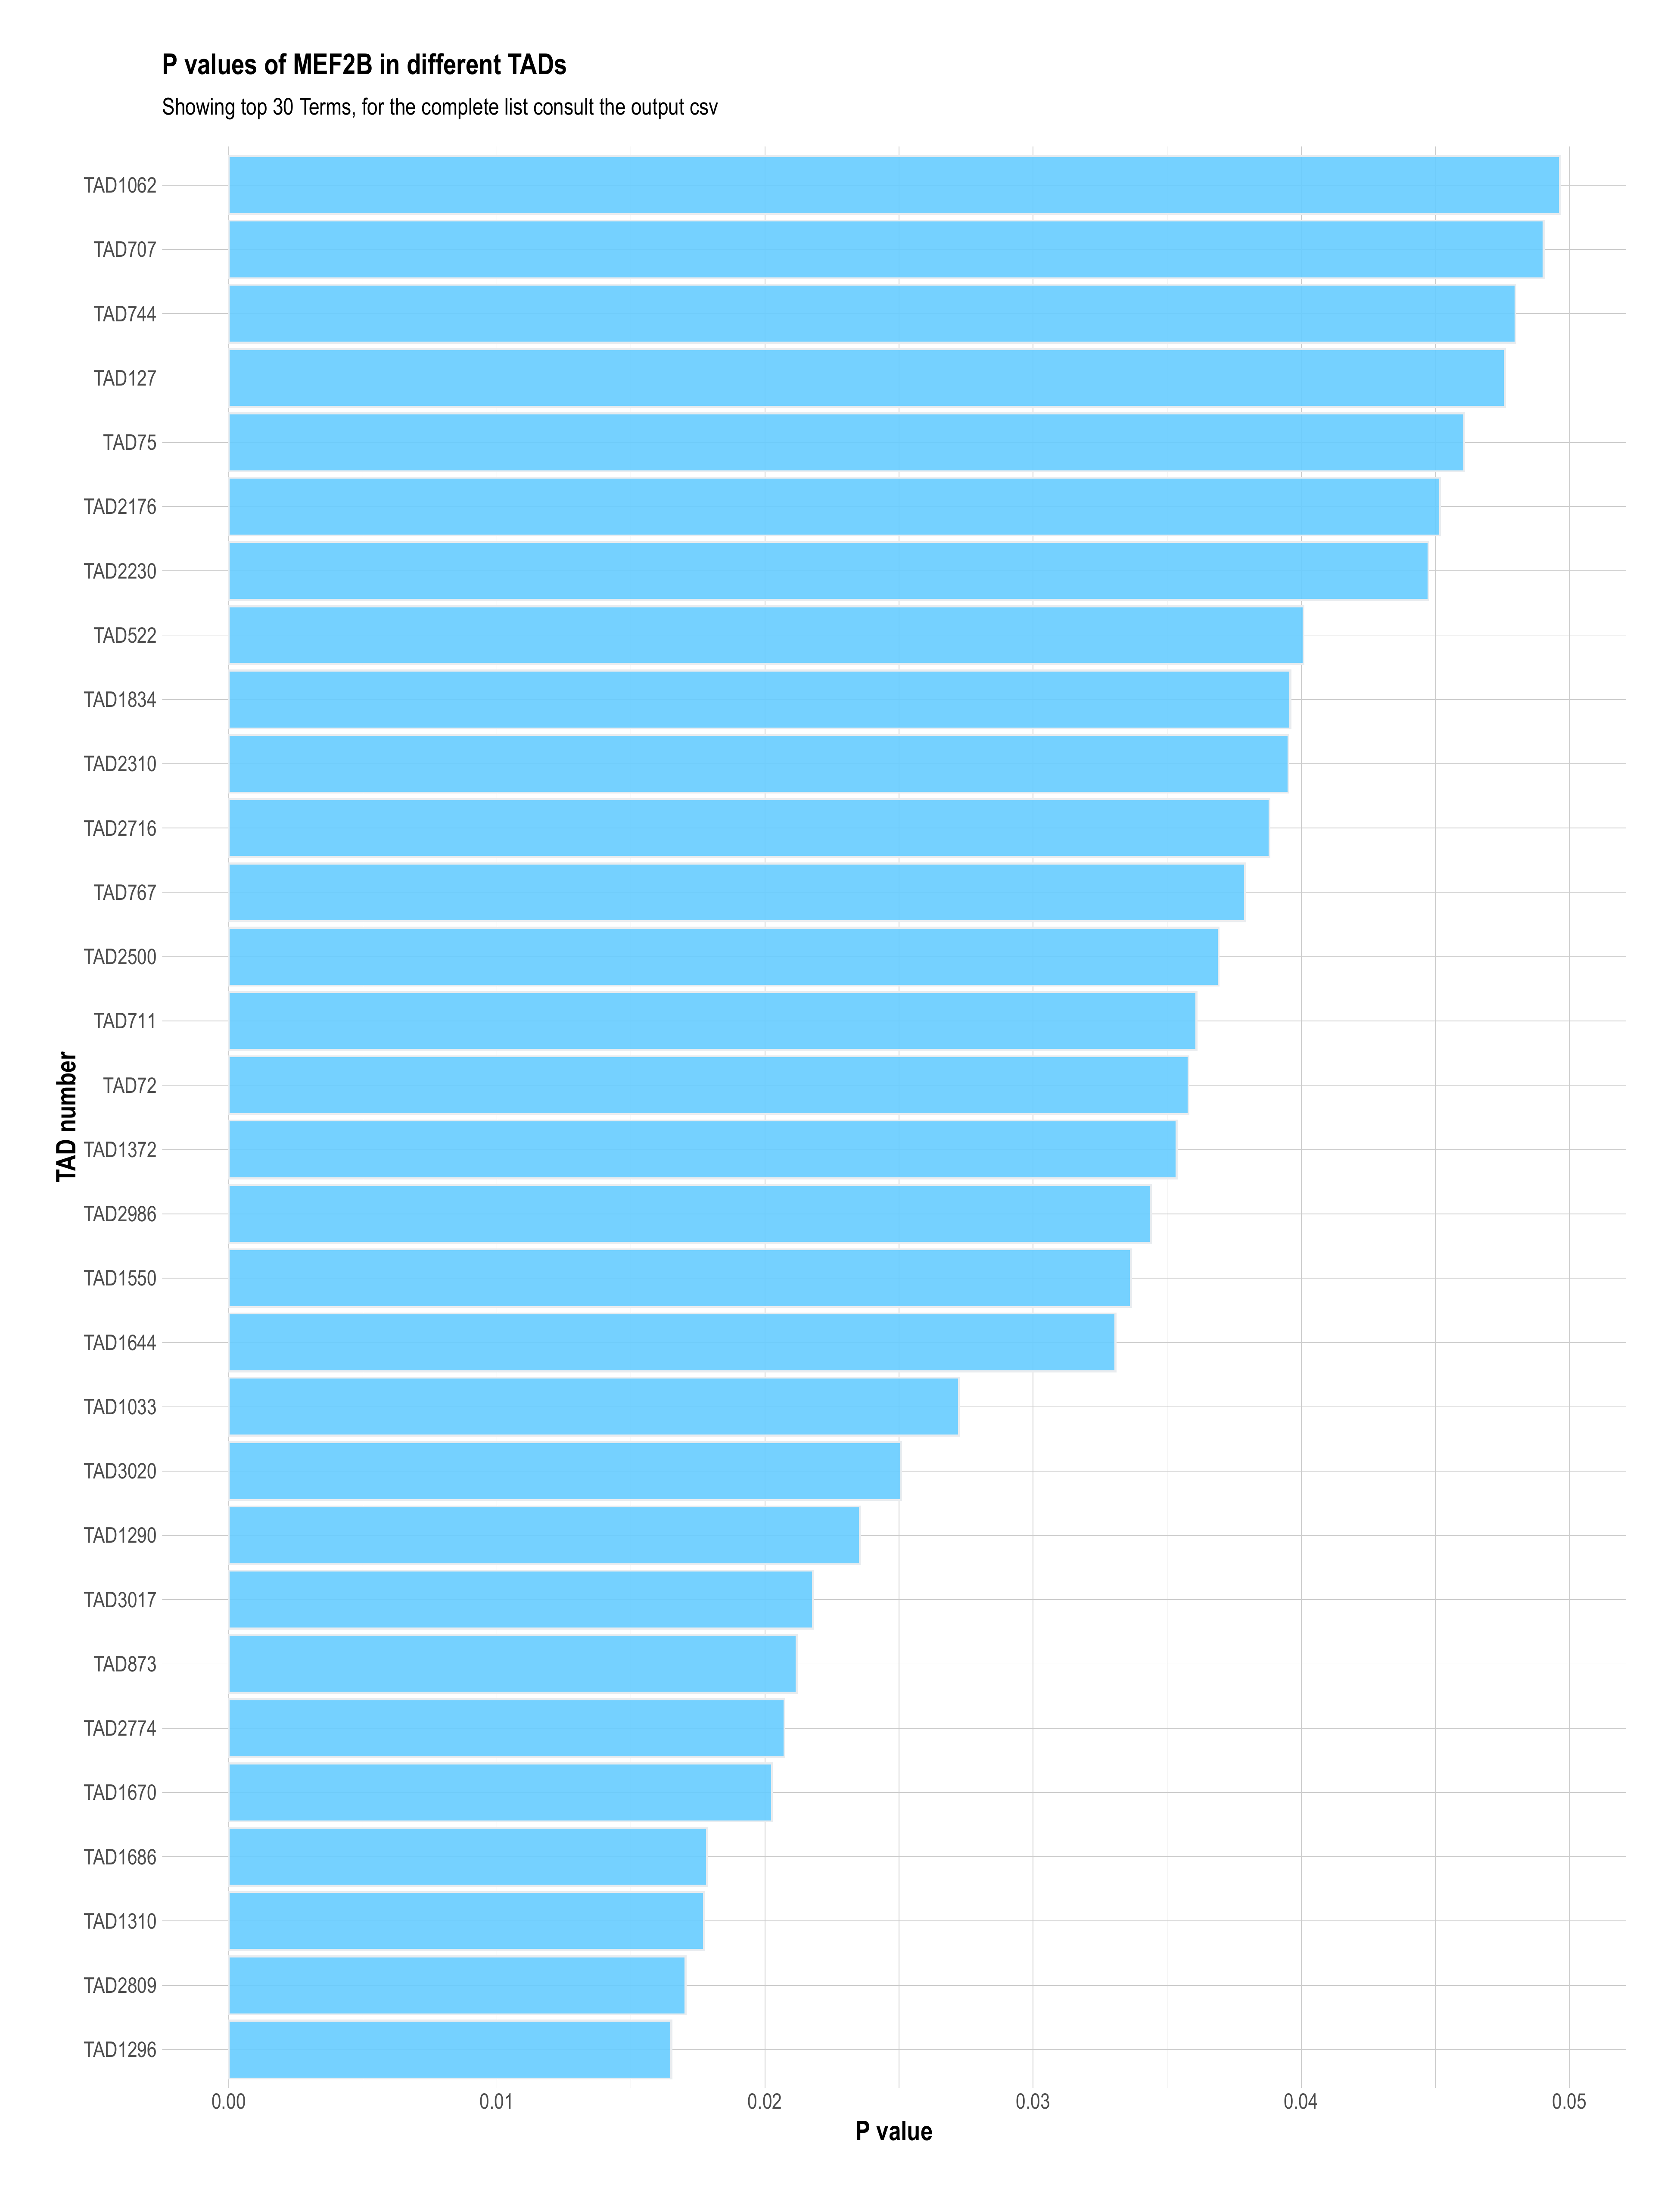 P values of MEF2B in different TADs
Showing top 30 Terms, for the complete list consult the output csv
TAD number
TAD1062
TAD707
TAD744
TAD127
TAD75
TAD2176
TAD2230
TAD522
TAD1834
TAD2310
TAD2716
TAD767
TAD2500
TAD711
TAD72
TAD1372
TAD2986
TAD1550
TAD1644
TAD1033
TAD3020
TAD1290
TAD3017
TAD873
TAD2774
TAD1670
TAD1686
TAD1310
TAD2809
TAD1296
0.00 0.01 0.02 0.03 0.04 0.05
P value